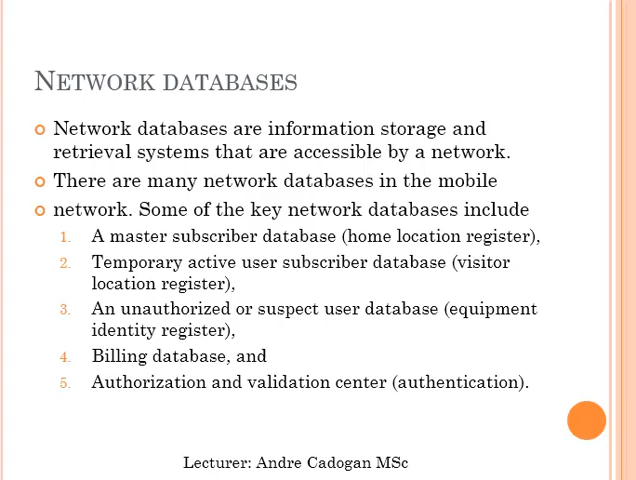 NETWORK DATABASES
Network databases are information storage and
retrieval systems that are accessible by a network.
There are many network databases in the mobile
network. Some of the key network databases include
1. A master subscriber database (home location register),
2. Temporary active user subscriber database (visitor
location register),
3. An unauthorized or suspect user database (equipment
identity register),
4. Billing database, and
5. Authorization and validation center (authentication).
Lecturer: Andre Cadogan MSc